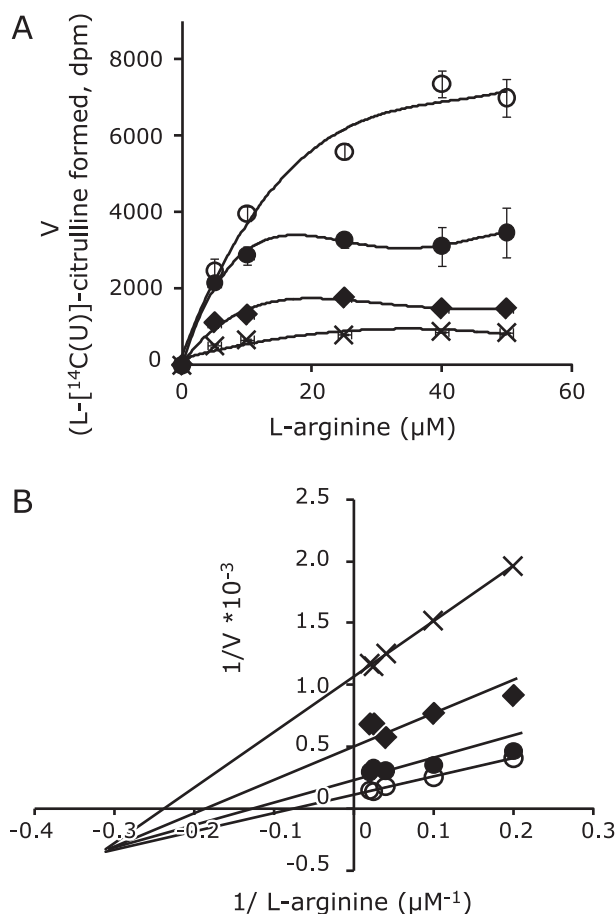 A
V
(L-[¹⁴C(U)]-citrulline formed, dpm)
8000
6000
4000
2000
0
0 20 40 60
L-arginine (µM)
B
1/V *10⁻³
2.5
2.0
1.5
1.0
0.5
0
-0.5
-0.4 -0.3 -0.2 -0.1 0 0.1 0.2 0.3
1/ L-arginine (µM⁻¹)